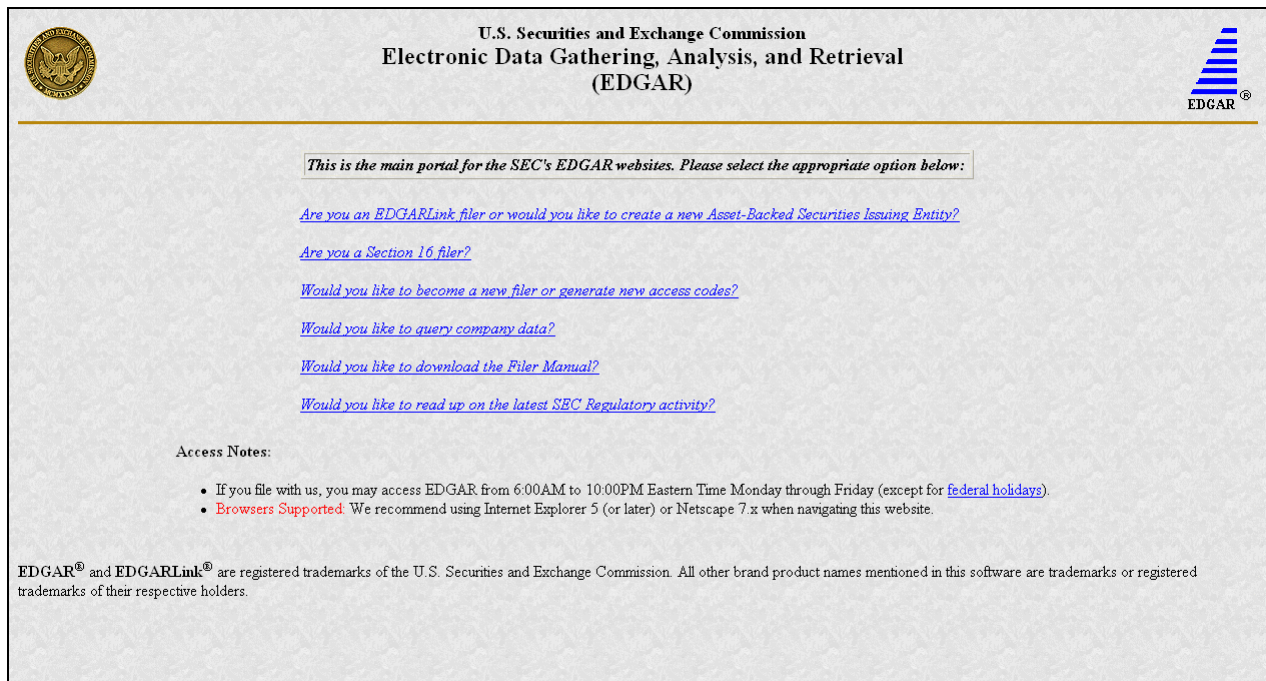 U.S. Securities and Exchange Commission
Electronic Data Gathering, Analysis, and Retrieval
(EDGAR)
EDGAR ®
This is the main portal for the SEC's EDGAR websites. Please select the appropriate option below:
Are you an EDGARLink filer or would you like to create a new Asset-Backed Securities Issuing Entity?
Are you a Section 16 filer?
Would you like to become a new filer or generate new access codes?
Would you like to query company data?
Would you like to download the Filer Manual?
Would you like to read up on the latest SEC Regulatory activity?
Access Notes:
• If you file with us, you may access EDGAR from 6:00AM to 10:00PM Eastern Time Monday through Friday (except for federal holidays).
• Browsers Supported: We recommend using Internet Explorer 5 (or later) or Netscape 7.x when navigating this website.
EDGAR® and EDGARLink® are registered trademarks of the U.S. Securities and Exchange Commission. All other brand product names mentioned in this software are trademarks or registered
trademarks of their respective holders.